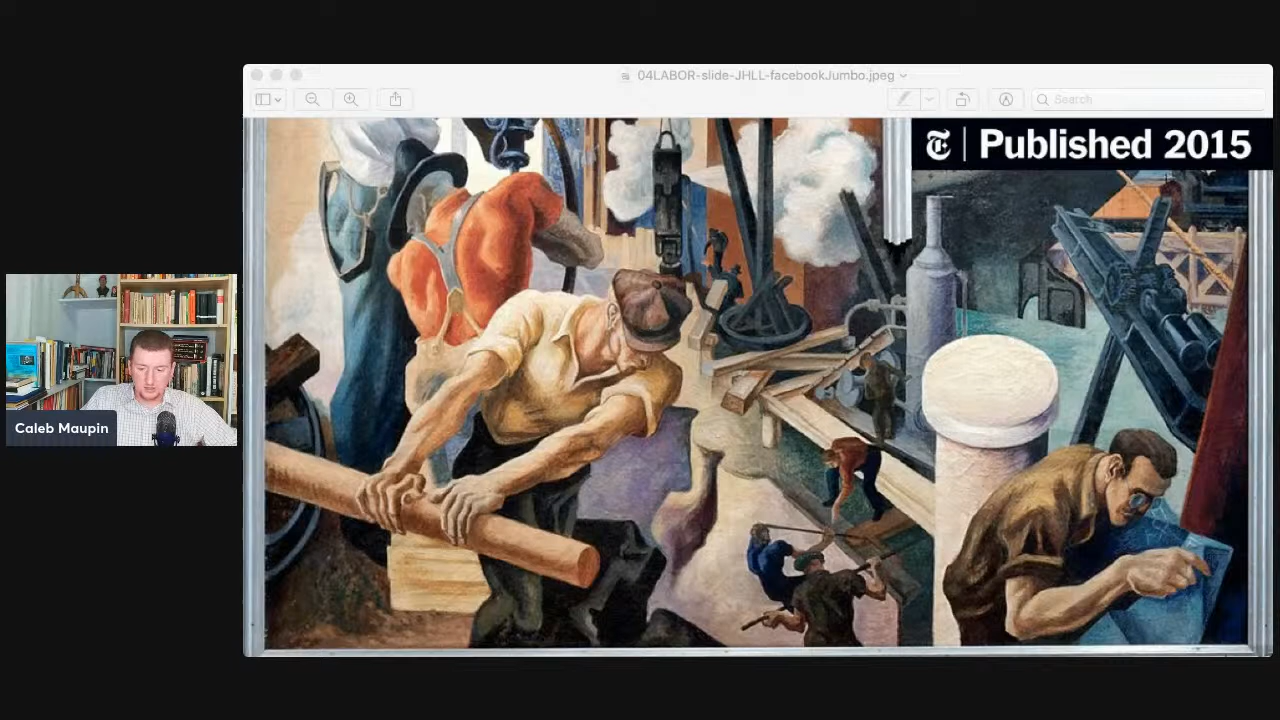 04LABOR-slide-JHLL-facebookJumbo.jpeg
Search
T | Published 2015
Caleb Maupin